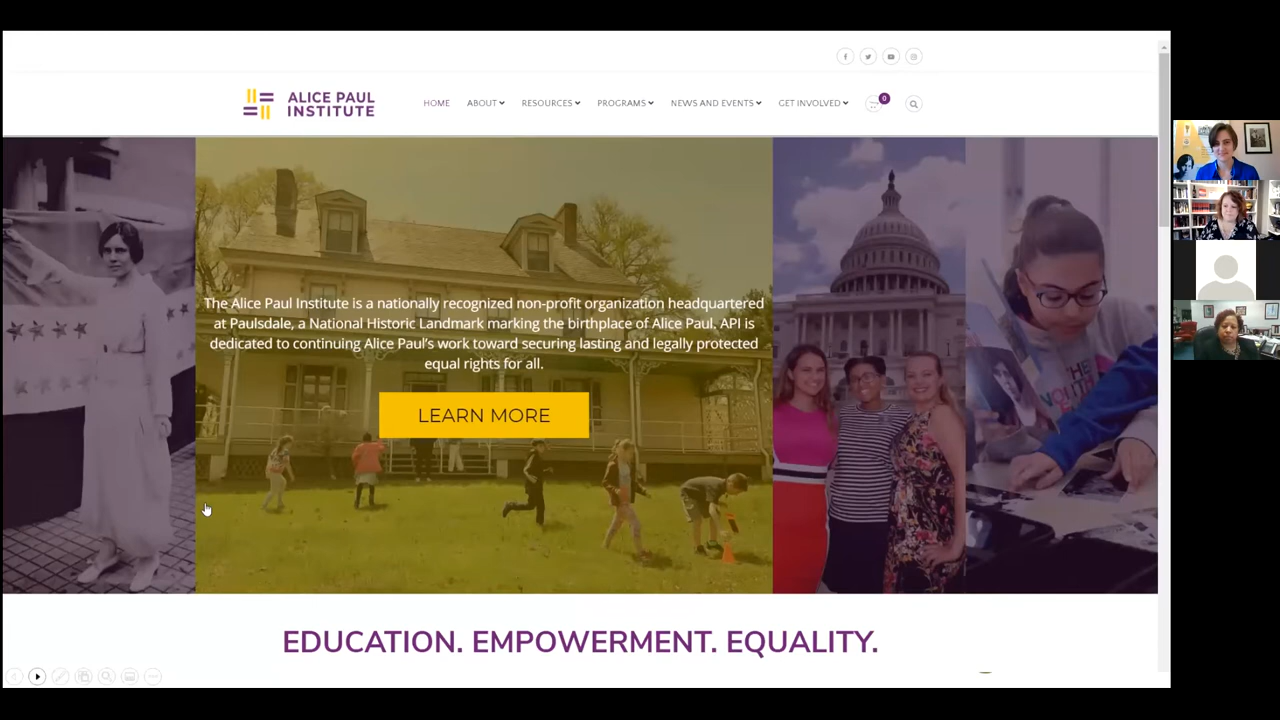 ALICE PAUL
INSTITUTE
HOME ABOUT RESOURCES PROGRAMS NEWS AND EVENTS GET INVOLVED 0
The Alice Paul Institute is a nationally recognized non-profit organization headquartered
at Paulsdale, a National Historic Landmark marking the birthplace of Alice Paul. API is
dedicated to continuing Alice Paul's work toward securing lasting and legally protected
equal rights for all.
LEARN MORE
EDUCATION. EMPOWERMENT. EQUALITY.